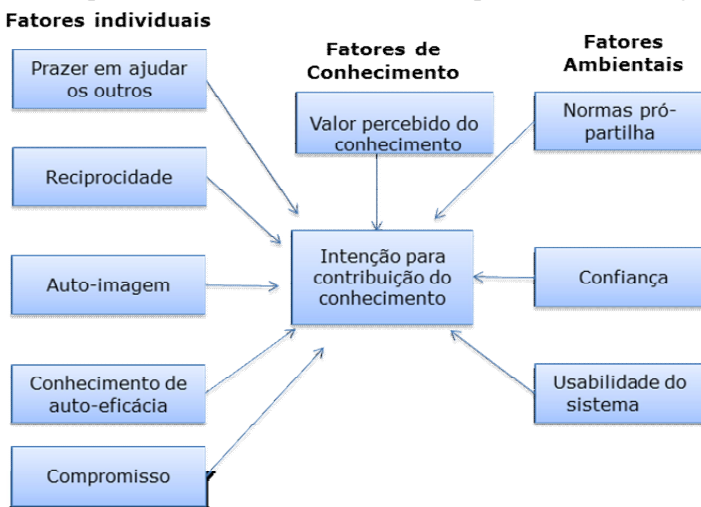 Fatores individuais
Prazer em ajudar
os outros
Reciprocidade
Auto-imagem
Conhecimento de
auto-eficácia
Compromisso
Fatores de
Conhecimento
Valor percebido do
conhecimento
Intenção para
contribuição do
conhecimento
Fatores
Ambientais
Normas pró-
partilha
Confiança
Usabilidade do
sistema